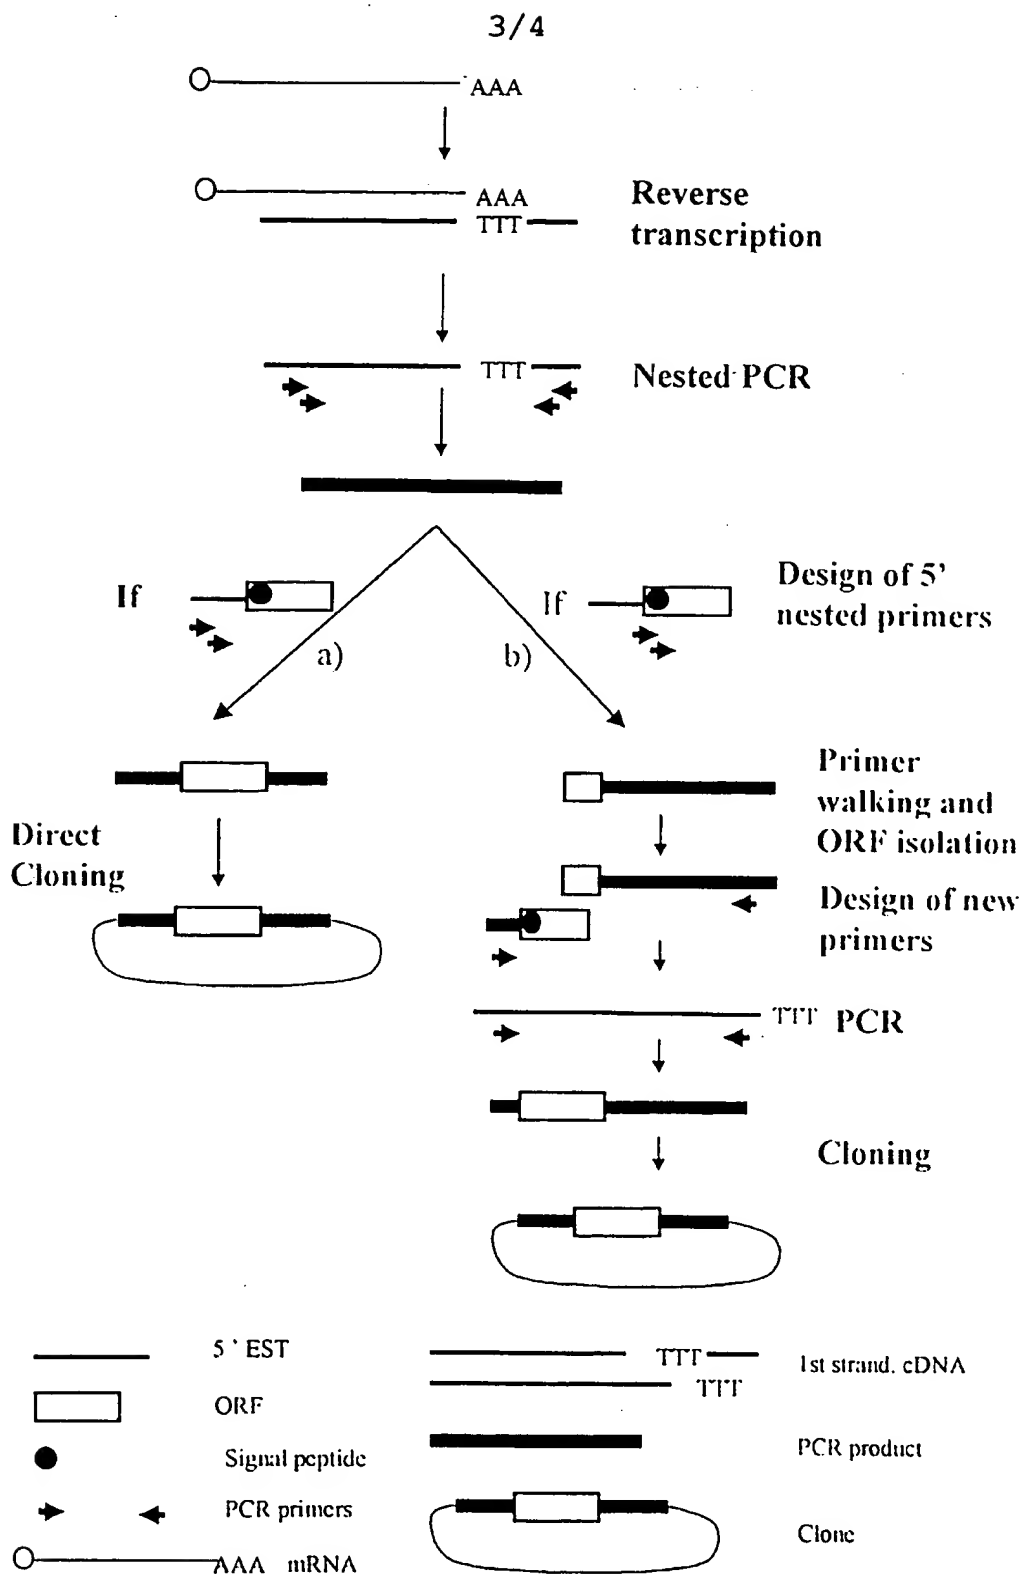 3/4
AAA
AAA
TTT
Reverse
transcription
TTT
Nested PCR
If
If
Design of 5'
nested primers
a)
b)
Primer
walking and
ORF isolation
Direct
Cloning
Design of new
primers
TTT
PCR
Cloning
5' EST
TTT
1st strand. cDNA
TTT
ORF
Signal peptide
PCR product
PCR primers
Clone
AAA mRNA